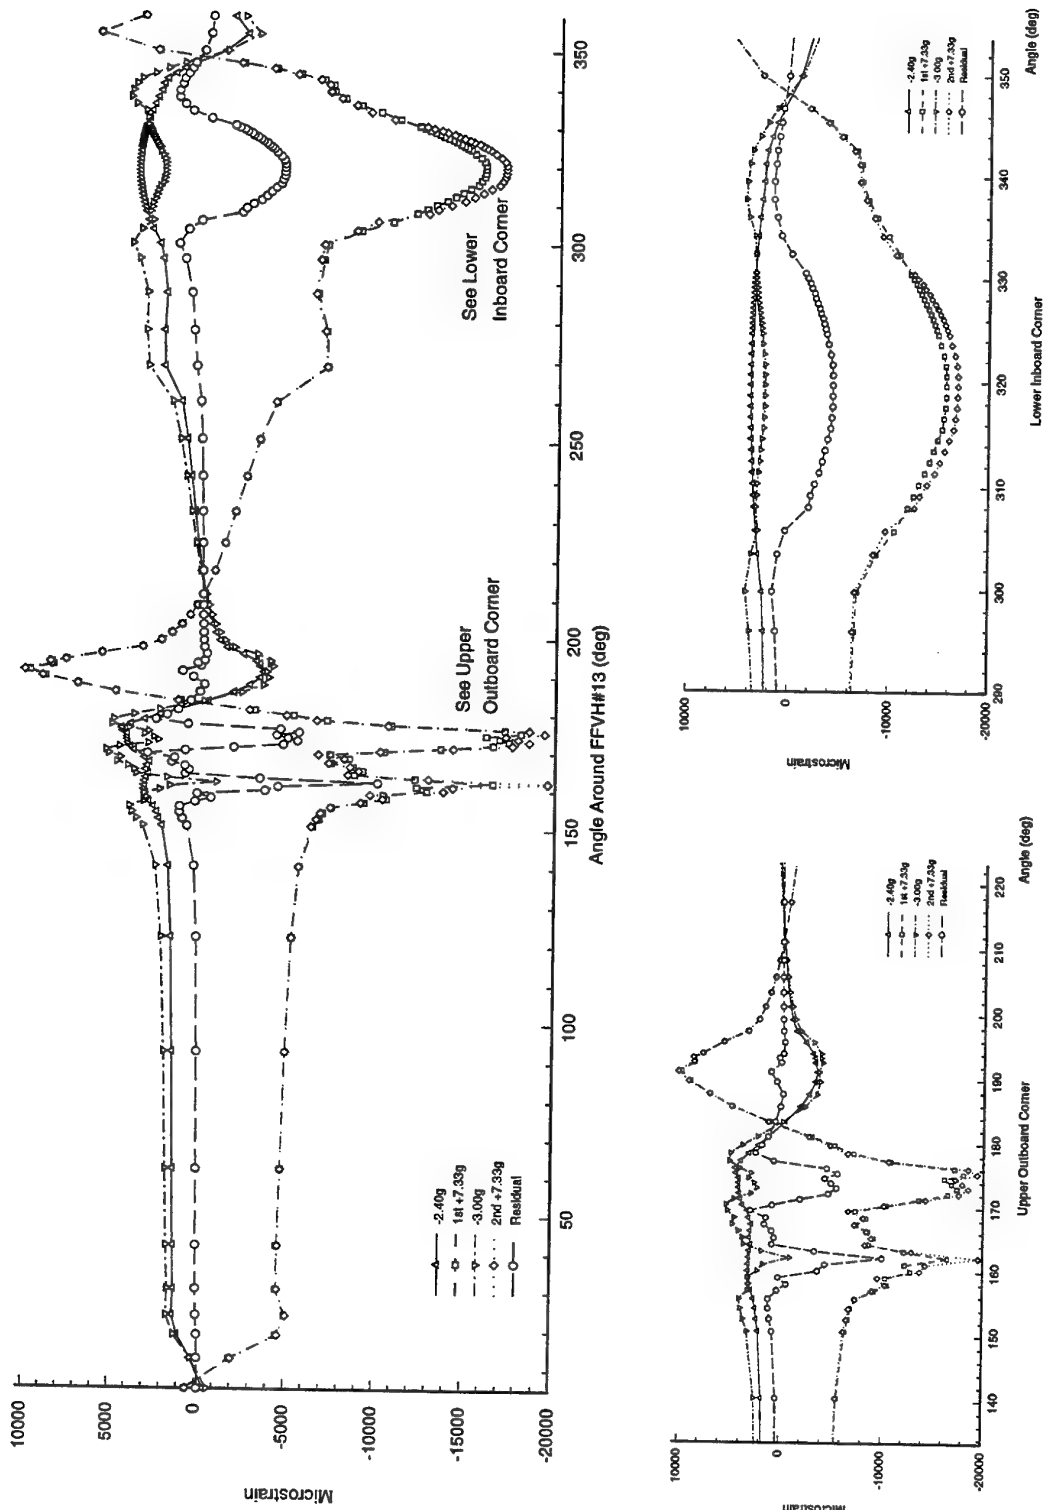 10000
5000
0
-5000
-10000
-15000
-20000
Microstrain
50
100
150
200
250
300
350
Angle Around FFVH#13 (deg)
-2.40g
1st +7.33g
-3.00g
2nd +7.33g
Residual
See Upper
Outboard Corner
See Lower
Inboard Corner
10000
0
-10000
-20000
140
150
160
170
180
190
200
210
220
Angle (deg)
Upper Outboard Corner
-2.40g
1st +7.33g
-3.00g
2nd +7.33g
Residual
10000
0
-10000
-20000
Microstrain
290
300
310
320
330
340
350
Angle (deg)
Lower Inboard Corner
-2.40g
1st +7.33g
-3.00g
2nd +7.33g
Residual